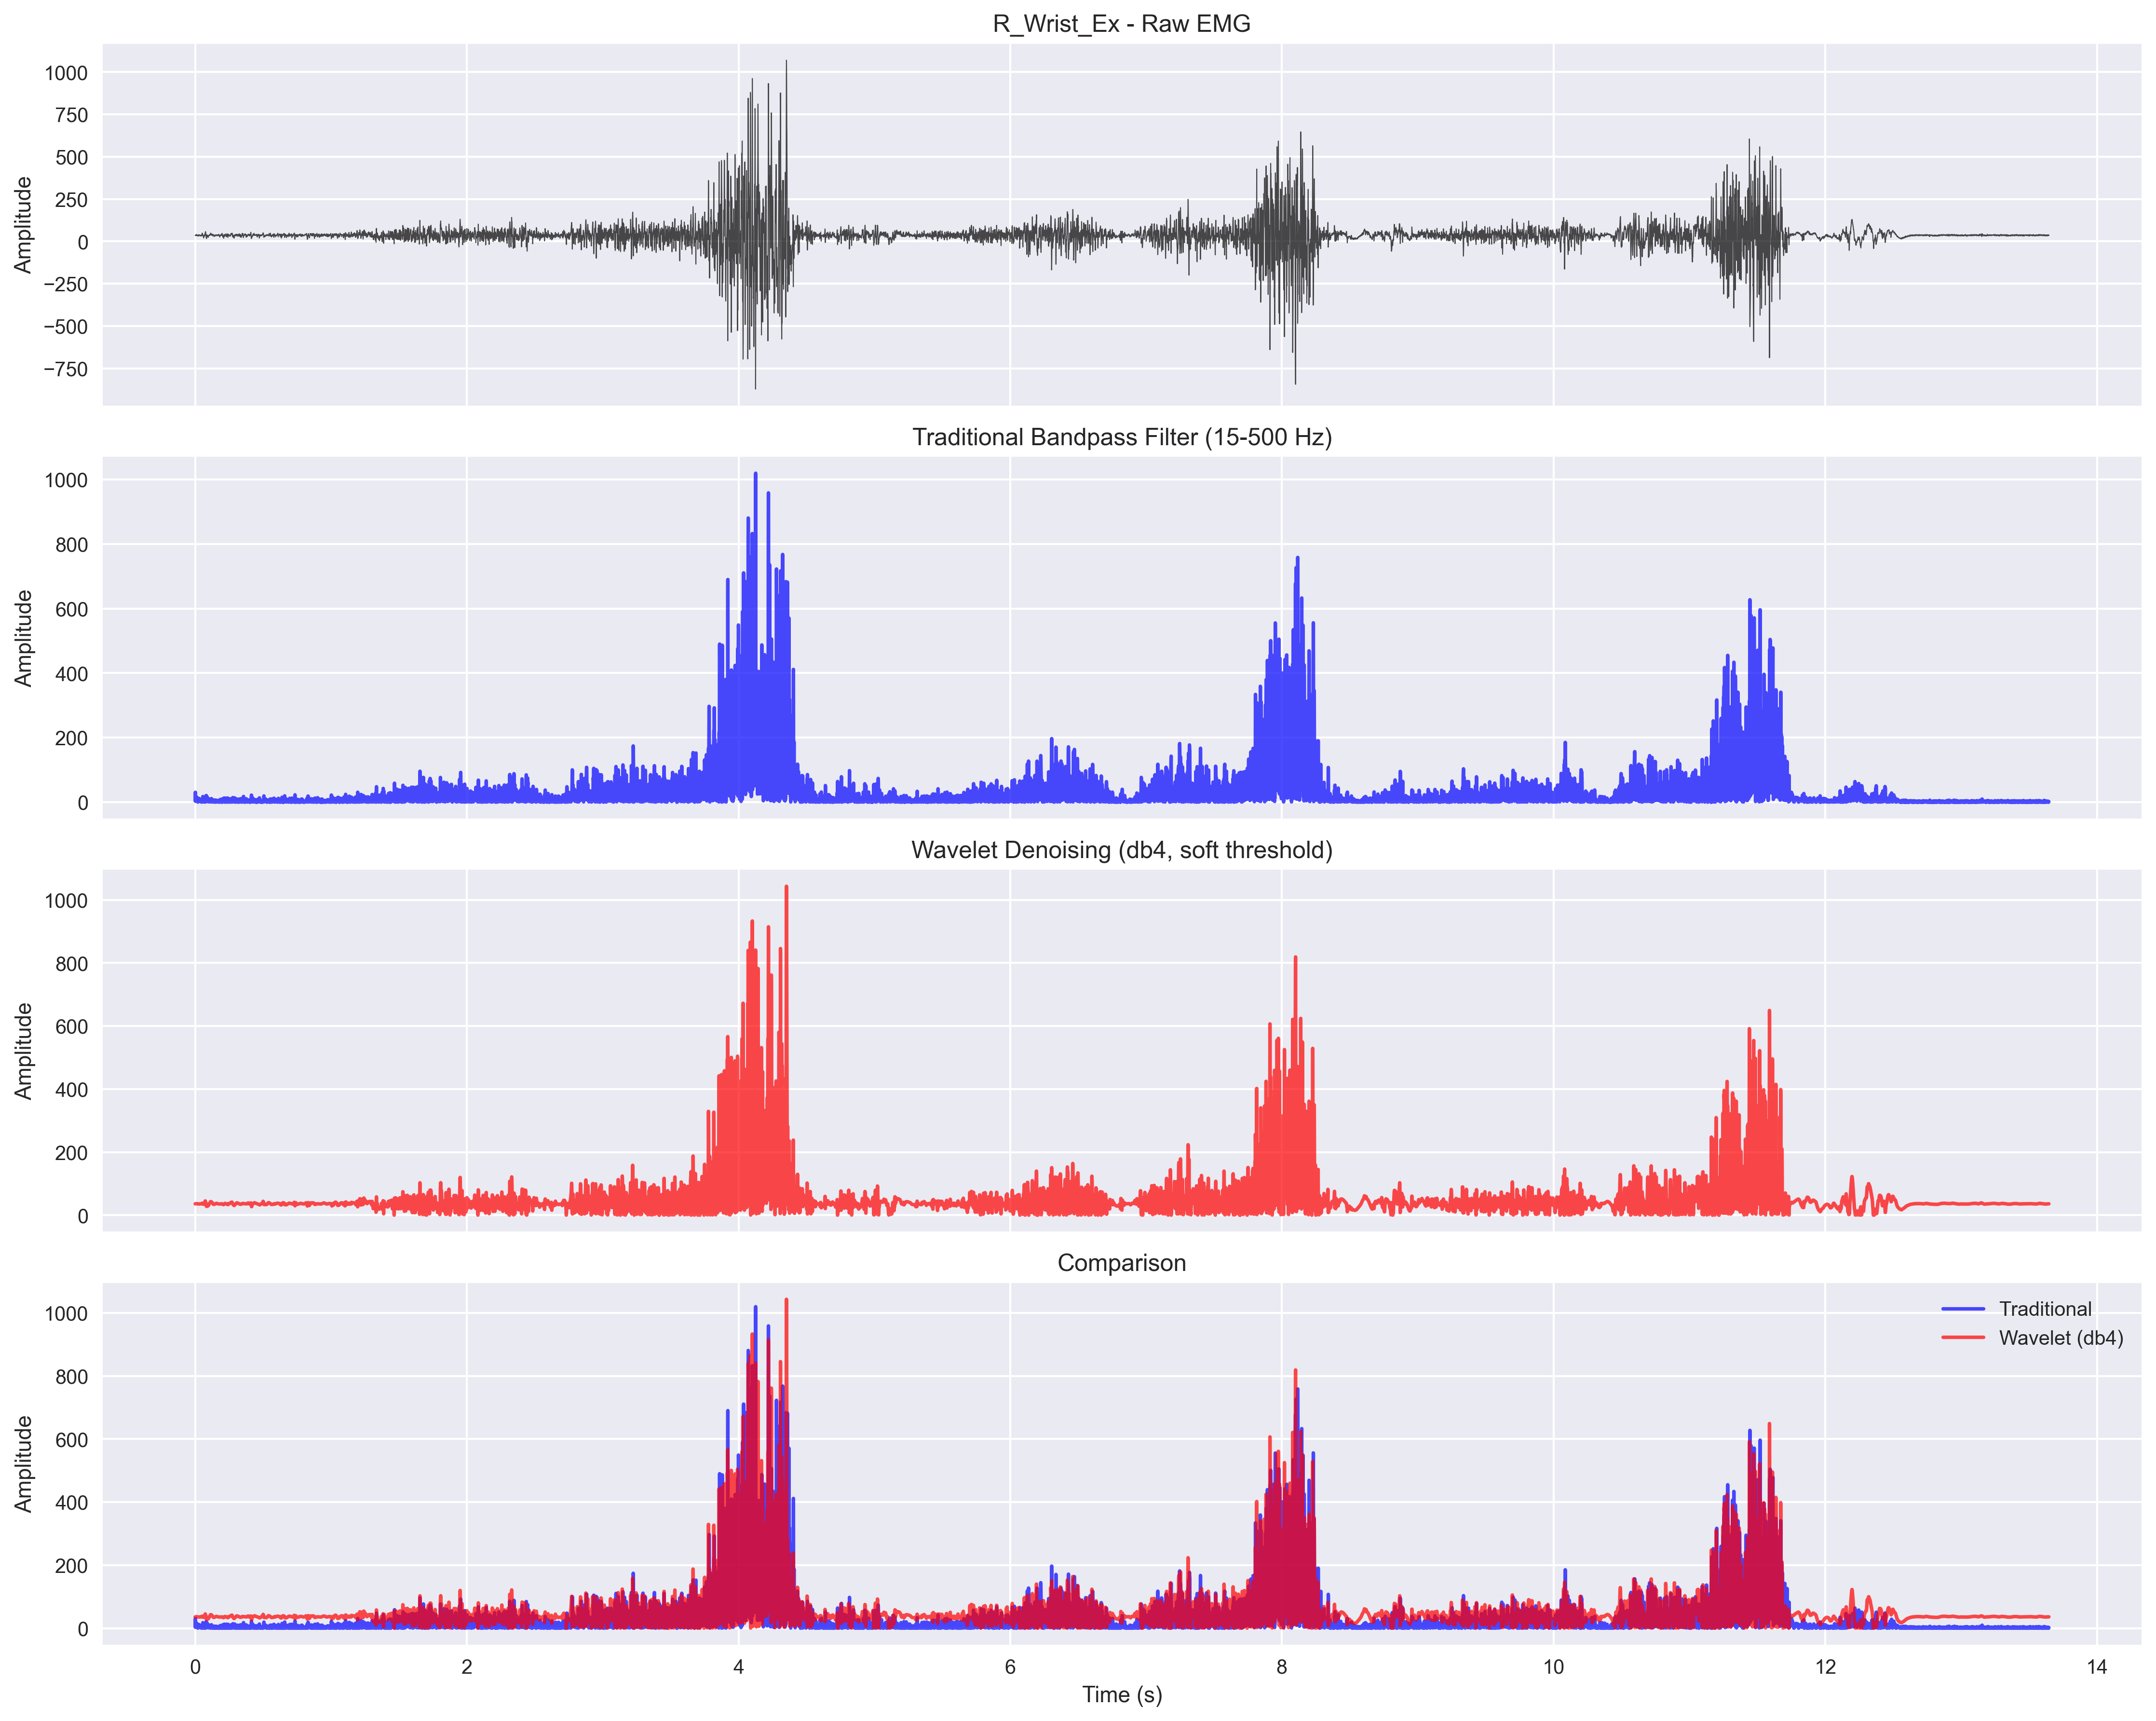 R_Wrist_Ex - Raw EMG
1000
750
500
250
0
−250
−500
−750
Amplitude
Traditional Bandpass Filter (15-500 Hz)
1000
800
600
400
200
0
Amplitude
Wavelet Denoising (db4, soft threshold)
1000
800
600
400
200
0
Amplitude
Comparison
1000
800
600
400
200
0
Amplitude
Traditional
Wavelet (db4)
0 2 4 6 8 10 12 14
Time (s)